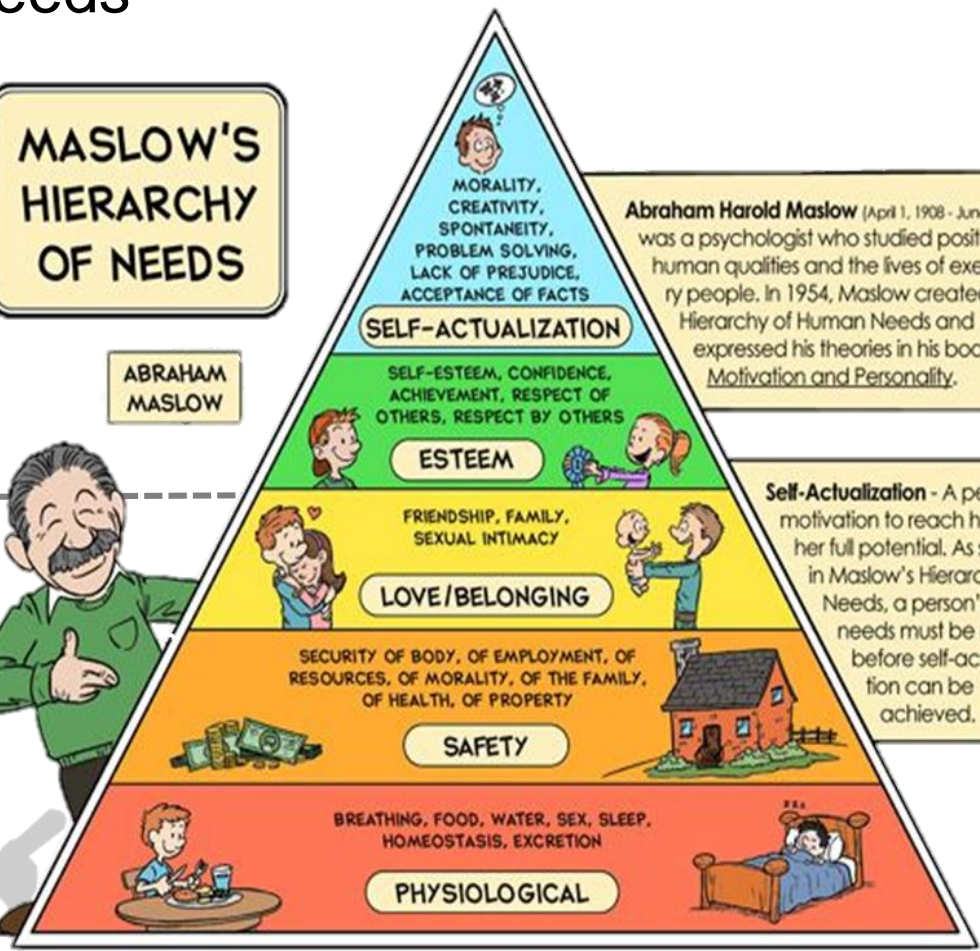 MASLOW'S
HIERARCHY
OF NEEDS
ABRAHAM
MASLOW
MORALITY,
CREATIVITY,
SPONTANEITY,
PROBLEM SOLVING,
LACK OF PREJUDICE,
ACCEPTANCE OF FACTS
SELF-ACTUALIZATION
SELF-ESTEEM, CONFIDENCE,
ACHIEVEMENT, RESPECT OF
OTHERS, RESPECT BY OTHERS
ESTEEM
FRIENDSHIP, FAMILY,
SEXUAL INTIMACY
LOVE/BELONGING
SECURITY OF BODY, OF EMPLOYMENT, OF
RESOURCES, OF MORALITY, OF THE FAMILY,
OF HEALTH, OF PROPERTY
SAFETY
zzz
BREATHING, FOOD, WATER, SEX, SLEEP,
HOMEOSTASIS, EXCRETION
PHYSIOLOGICAL
Abraham Harold Maslow (April 1, 1908 - Jun
was a psychologist who studied posit
human qualities and the lives of exe
ry people. In 1954, Maslow create
Hierarchy of Human Needs and
expressed his theories in his boo
Motivation and Personality.
Self-Actualization - A pe
motivation to reach h
her full potential. As
in Maslow's Hierarc
Needs, a person'
needs must be
before self-ac
tion can be
achieved.